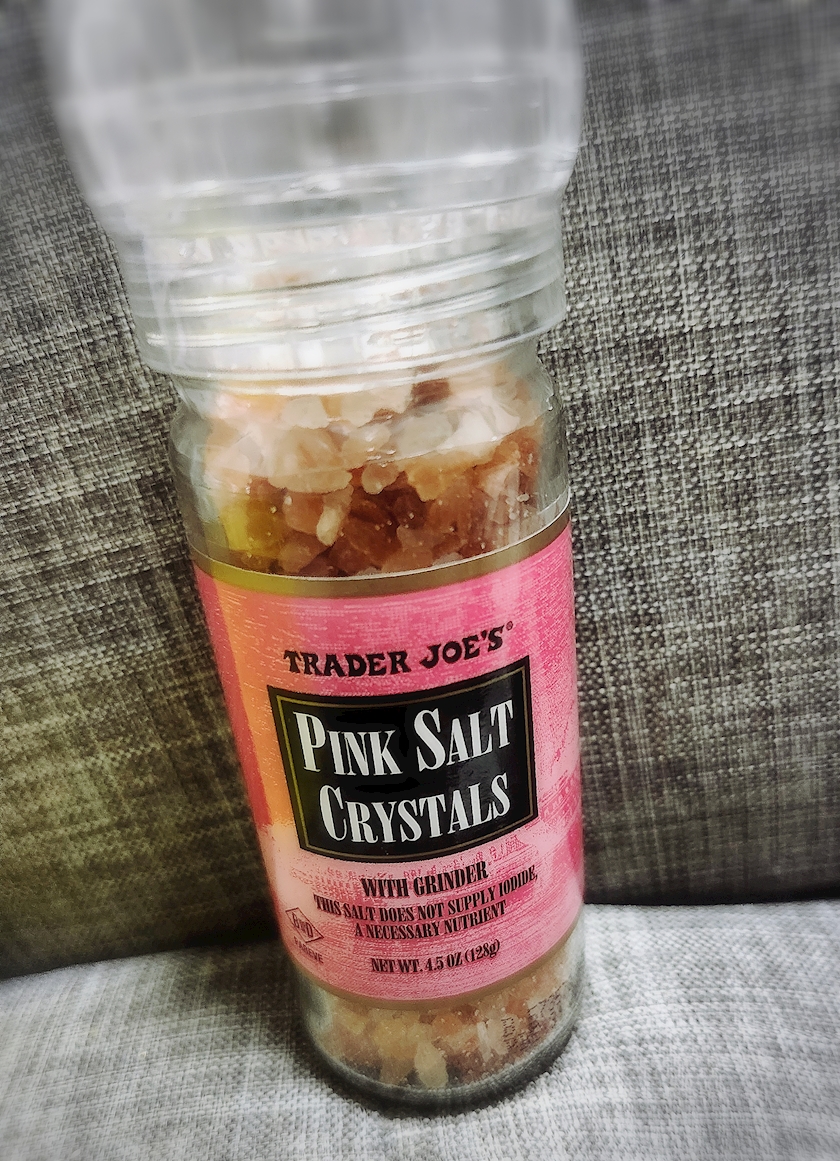 TRADER JOE'S®
PINK SALT
CRYSTALS
WITH GRINDER
THIS SALT DOES NOT SUPPLY IODIDE,
A NECESSARY NUTRIENT
NET WT. 4.5 OZ (128g)
PAREVE